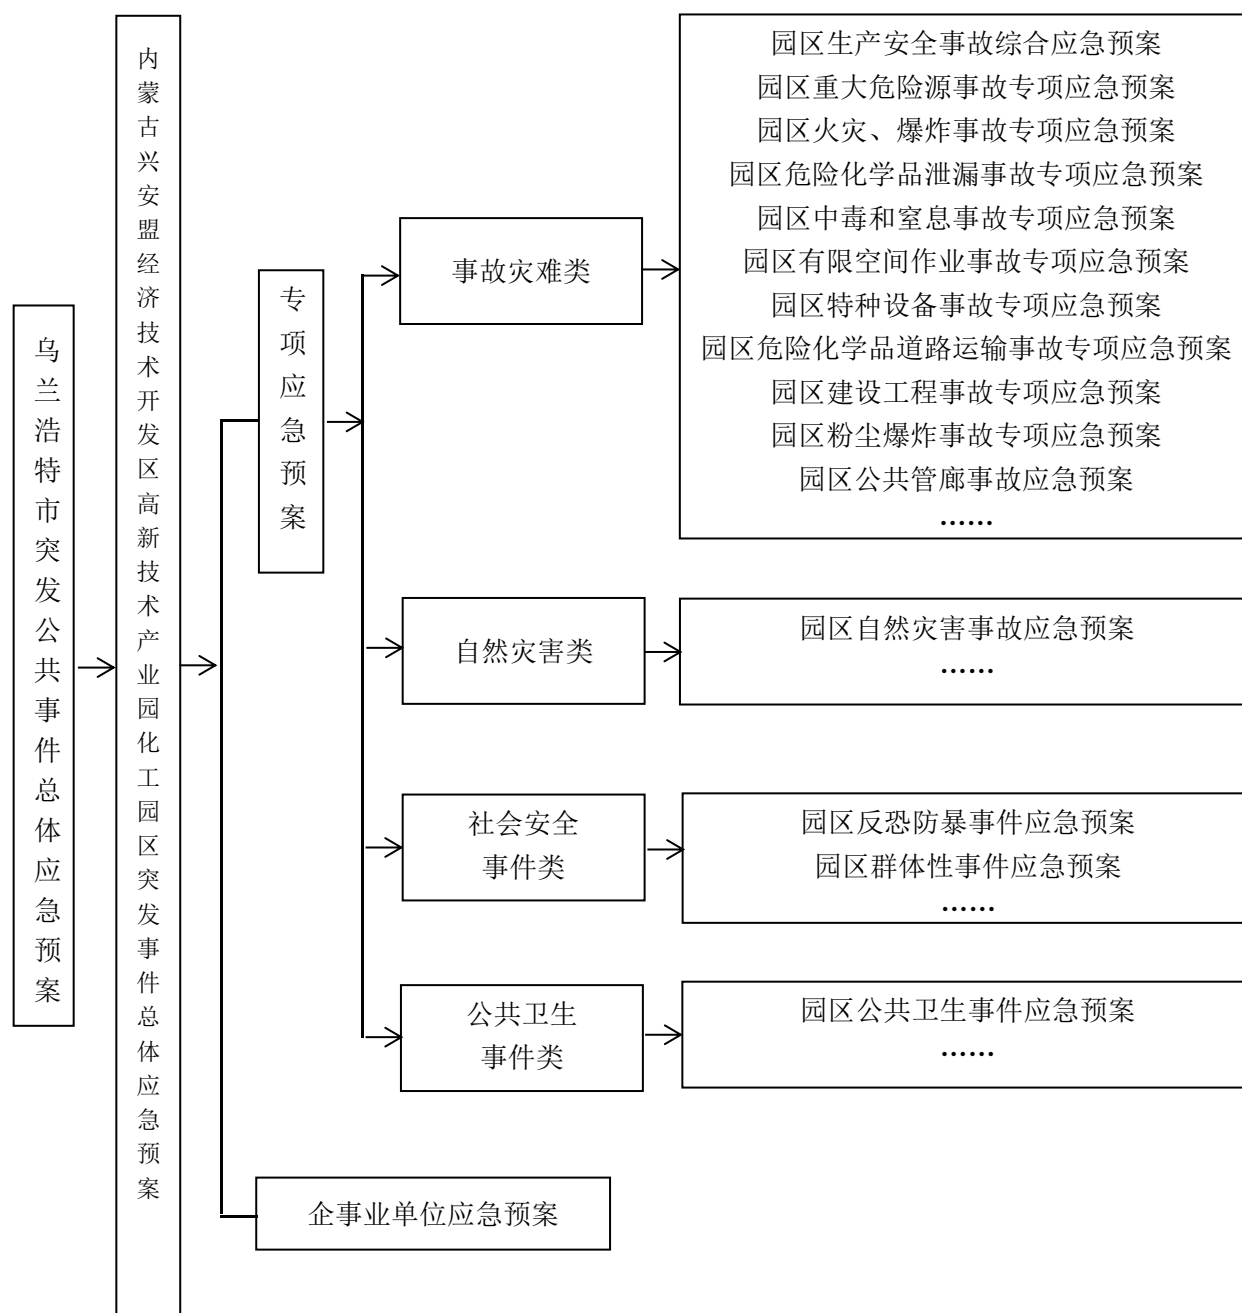 乌兰浩特市突发公共事件总体应急预案
内蒙古兴安盟经济技术开发区高新技术产业园化工园区突发事件总体应急预案
专项应急预案
事故灾难类
园区生产安全事故综合应急预案
园区重大危险源事故专项应急预案
园区火灾、爆炸事故专项应急预案
园区危险化学品泄漏事故专项应急预案
园区中毒和窒息事故专项应急预案
园区有限空间作业事故专项应急预案
园区特种设备事故专项应急预案
园区危险化学品道路运输事故专项应急预案
园区建设工程事故专项应急预案
园区粉尘爆炸事故专项应急预案
园区公共管廊事故应急预案
……
自然灾害类
园区自然灾害事故应急预案
……
社会安全
事件类
园区反恐防暴事件应急预案
园区群体性事件应急预案
……
公共卫生
事件类
园区公共卫生事件应急预案
……
企事业单位应急预案